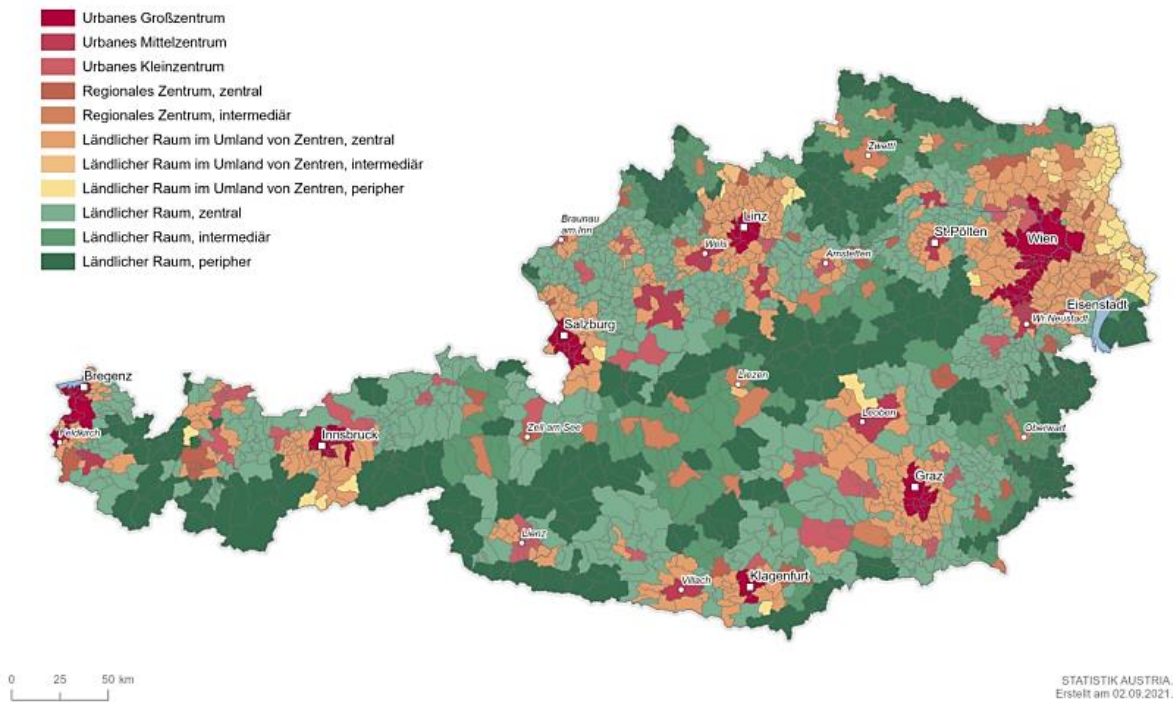 Urbanes Großzentrum
Urbanes Mittelzentrum
Urbanes Kleinzentrum
Regionales Zentrum, zentral
Regionales Zentrum, intermediär
Ländlicher Raum im Umland von Zentren, zentral
Ländlicher Raum im Umland von Zentren, intermediär
Ländlicher Raum im Umland von Zentren, peripher
Ländlicher Raum, zentral
Ländlicher Raum, intermediär
Ländlicher Raum, peripher
Zwettl
Braunau
am Inn
Linz
Wels
Amstetten
St.Pölten
Wien
Eisenstadt
Wr.Neustadt
Salzburg
Bregenz
Feldkirch
Innsbruck
Zell am See
Liezen
Leoben
Oberwart
Graz
Lienz
Villach
Klagenfurt
0 25 50 km
STATISTIK AUSTRIA.
Erstellt am 02.09.2021.